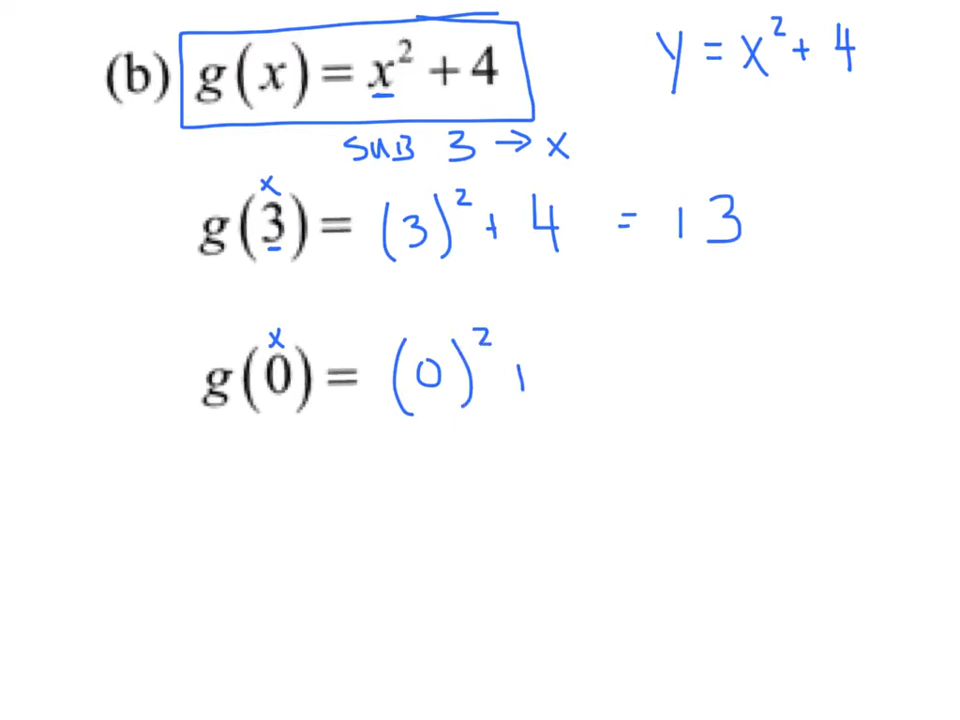 (b) g(x) = x² + 4 y = x² + 4
SUB 3 → x
x
g(3) = (3)² + 4 = 13
x
g(0) = (0)² ı